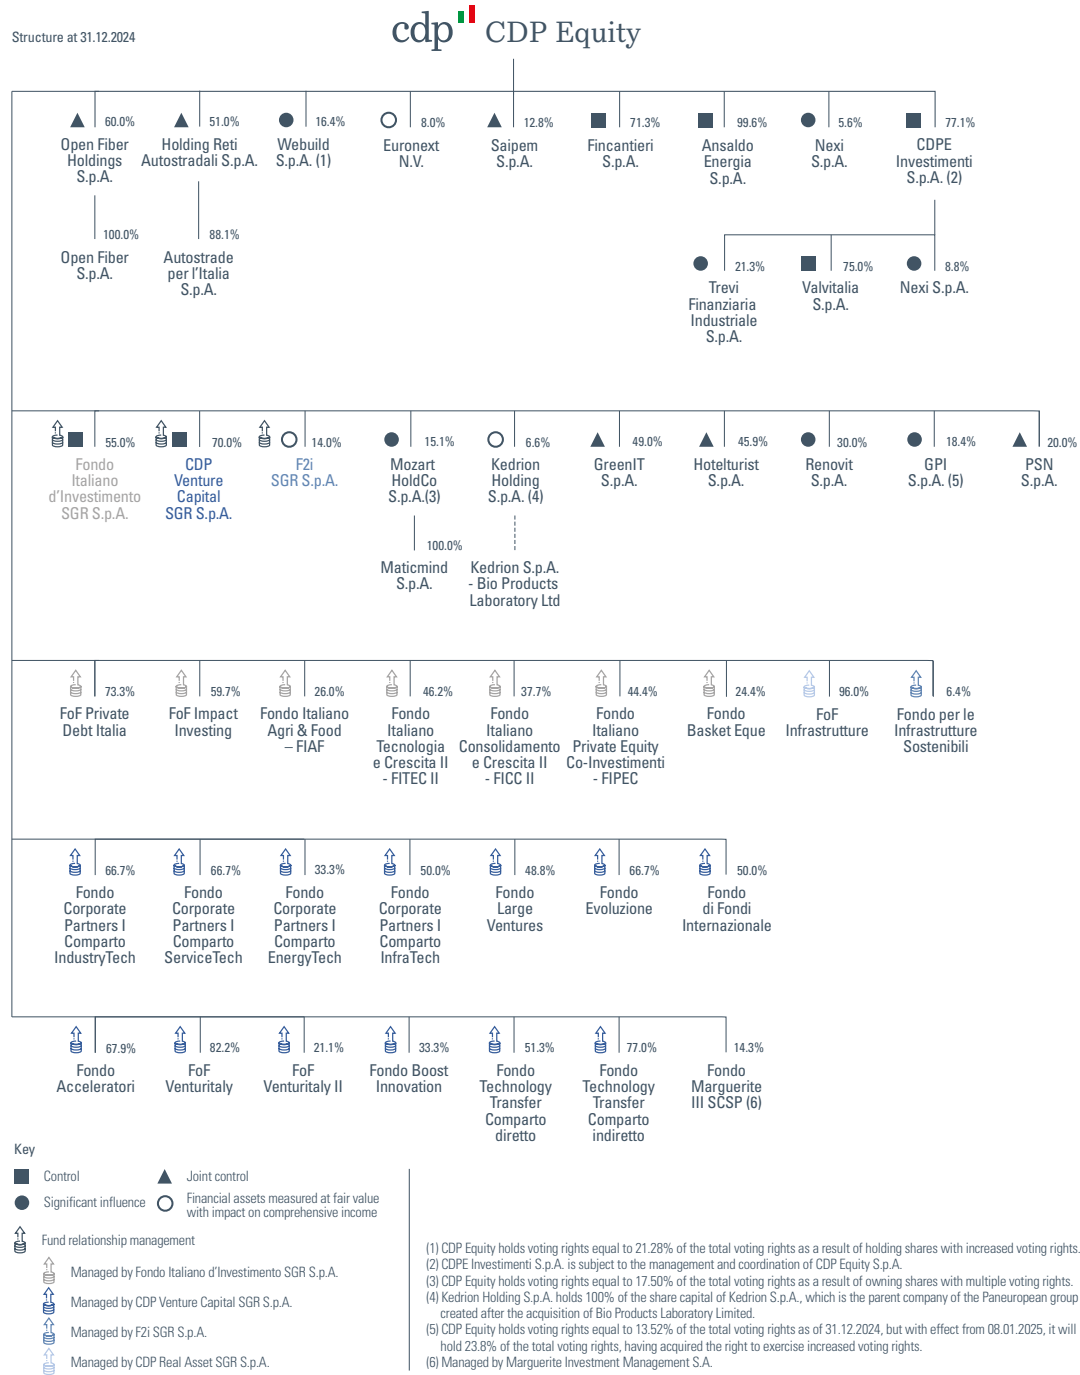 Structure at 31.12.2024
cdp CDP Equity
60.0%
Open Fiber
Holdings
S.p.A.
51.0%
Holding Reti
Autostradali S.p.A.
16.4%
Webuild
S.p.A. (1)
8.0%
Euronext
N.V.
12.8%
Saipem
S.p.A.
71.3%
Fincantieri
S.p.A.
99.6%
Ansaldo
Energia
S.p.A.
5.6%
Nexi
S.p.A.
77.1%
CDPE
Investimenti
S.p.A. (2)
100.0%
Open Fiber
S.p.A.
88.1%
Autostrade
per l'Italia
S.p.A.
21.3%
Trevi
Finanziaria
Industriale
S.p.A.
75.0%
Valvitalia
S.p.A.
8.8%
Nexi S.p.A.
55.0%
Fondo
Italiano
d'Investimento
SGR S.p.A.
70.0%
CDP
Venture
Capital
SGR S.p.A.
14.0%
F2i
SGR S.p.A.
15.1%
Mozart
HoldCo
S.p.A.(3)
6.6%
Kedrion
Holding
S.p.A. (4)
49.0%
GreenIT
S.p.A.
45.9%
Hotelturist
S.p.A.
30.0%
Renovit
S.p.A.
18.4%
GPI
S.p.A. (5)
20.0%
PSN
S.p.A.
100.0%
Maticmind
S.p.A.
Kedrion S.p.A.
- Bio Products
Laboratory Ltd
73.3%
FoF Private
Debt Italia
59.7%
FoF Impact
Investing
26.0%
Fondo Italiano
Agri & Food
– FIAF
46.2%
Fondo
Italiano
Tecnologia
e Crescita II
- FITEC II
37.7%
Fondo
Italiano
Consolidamento
e Crescita II
- FICC II
44.4%
Fondo
Italiano
Private Equity
Co-Investimenti
- FIPEC
24.4%
Fondo
Basket Eque
96.0%
FoF
Infrastrutture
6.4%
Fondo per le
Infrastrutture
Sostenibili
66.7%
Fondo
Corporate
Partners I
Comparto
IndustryTech
66.7%
Fondo
Corporate
Partners I
Comparto
ServiceTech
33.3%
Fondo
Corporate
Partners I
Comparto
EnergyTech
50.0%
Fondo
Corporate
Partners I
Comparto
InfraTech
48.8%
Fondo
Large
Ventures
66.7%
Fondo
Evoluzione
50.0%
Fondo
di Fondi
Internazionale
67.9%
Fondo
Acceleratori
82.2%
FoF
Venturitaly
21.1%
FoF
Venturitaly II
33.3%
Fondo Boost
Innovation
51.3%
Fondo
Technology
Transfer
Comparto
diretto
77.0%
Fondo
Technology
Transfer
Comparto
indiretto
14.3%
Fondo
Marguerite
III SCSP (6)
Key
Control
Joint control
Significant influence
Financial assets measured at fair value
with impact on comprehensive income
Fund relationship management
Managed by Fondo Italiano d'Investimento SGR S.p.A.
Managed by CDP Venture Capital SGR S.p.A.
Managed by F2i SGR S.p.A.
Managed by CDP Real Asset SGR S.p.A.
(1) CDP Equity holds voting rights equal to 21.28% of the total voting rights as a result of holding shares with increased voting rights.
(2) CDPE Investimenti S.p.A. is subject to the management and coordination of CDP Equity S.p.A.
(3) CDP Equity holds voting rights equal to 17.50% of the total voting rights as a result of owning shares with multiple voting rights.
(4) Kedrion Holding S.p.A. holds 100% of the share capital of Kedrion S.p.A., which is the parent company of the Paneuropean group
created after the acquisition of Bio Products Laboratory Limited.
(5) CDP Equity holds voting rights equal to 13.52% of the total voting rights as of 31.12.2024, but with effect from 08.01.2025, it will
hold 23.8% of the total voting rights, having acquired the right to exercise increased voting rights.
(6) Managed by Marguerite Investment Management S.A.